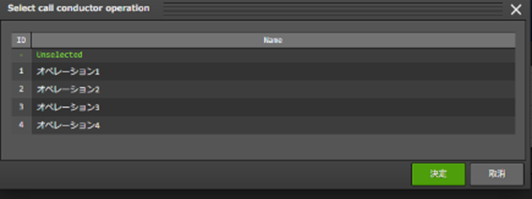 Select call conductor operation
ID Name
- Unselected
1 オペレーション1
2 オペレーション2
3 オペレーション3
4 オペレーション4
決定 取消